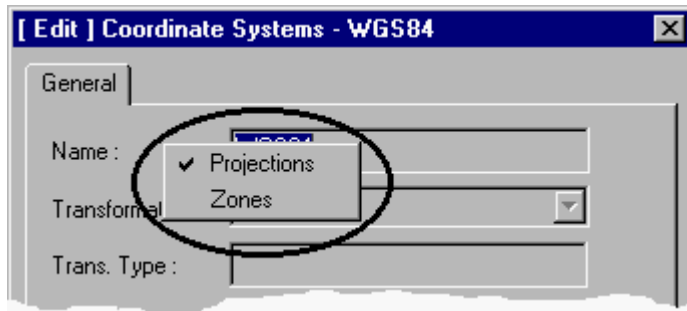 [ Edit ] Coordinate Systems - WGS84
General
Name :
Projections
Zones
Trans. Type :